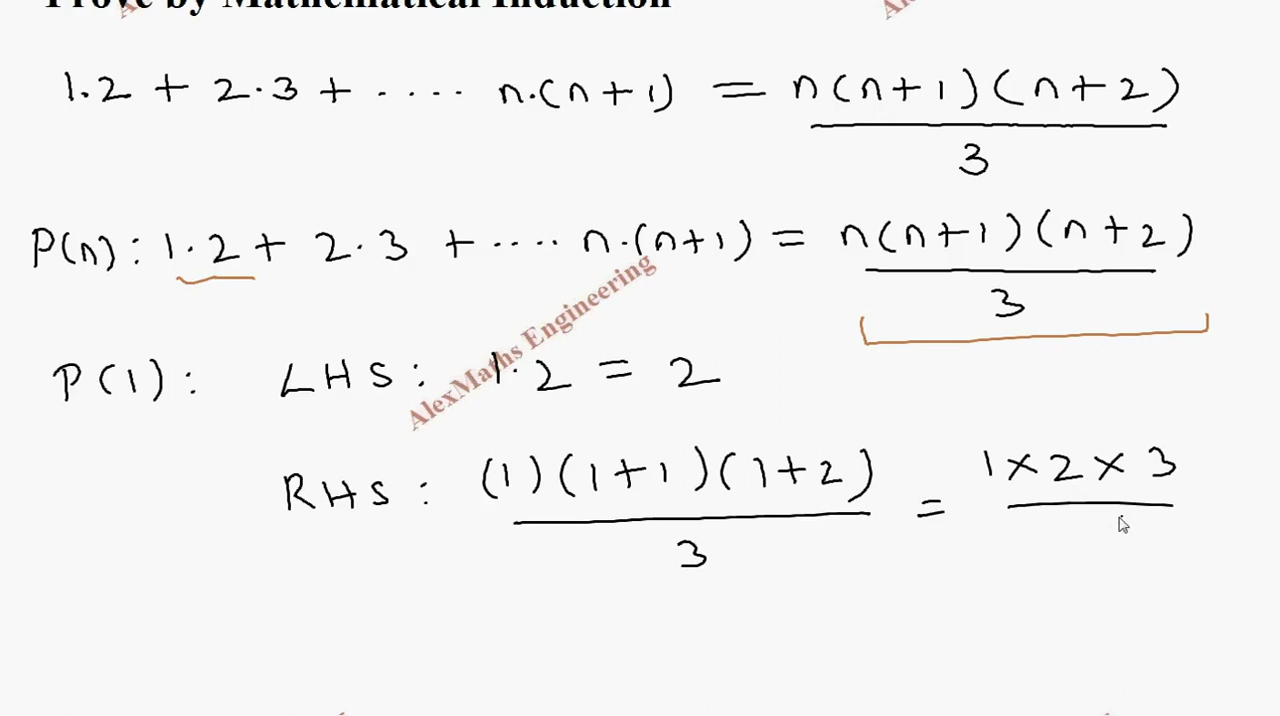 Prove by Mathematical Induction
1.2 + 2.3 + .... n.(n+1) = n(n+1)(n+2)
3
P(n): 1.2 + 2.3 + .... n.(n+1) = n(n+1)(n+2)
3
AlexMaths Engineering
P(1): LHS: 1.2 = 2
RHS: (1)(1+1)(1+2) = 1×2×3
3